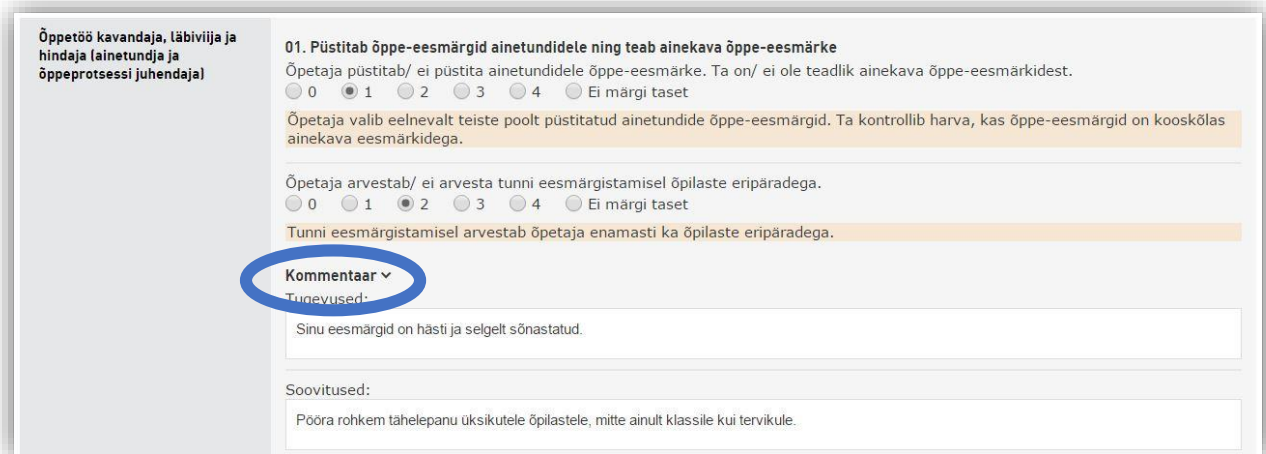 Õppetöö kavandaja, läbiviija ja
hindaja (ainetundja ja
õppeprotsessi juhendaja)
01. Püstitab õppe-eesmärgid ainetundidele ning teab ainekava õppe-eesmärke
Õpetaja püstitab/ ei püstita ainetundidele õppe-eesmärke. Ta on/ ei ole teadlik ainekava õppe-eesmärkidest.
0 1 2 3 4 Ei märgi taset
Õpetaja valib eelnevalt teiste poolt püstitatud ainetundide õppe-eesmärgid. Ta kontrollib harva, kas õppe-eesmärgid on kooskõlas
ainekava eesmärkidega.
Õpetaja arvestab/ ei arvesta tunni eesmärgistamisel õpilaste eripäradega.
0 1 2 3 4 Ei märgi taset
Tunni eesmärgistamisel arvestab õpetaja enamasti ka õpilaste eripäradega.
Kommentaar
Tugevused:
Sinu eesmärgid on hästi ja selgelt sõnastatud.
Soovitused:
Pööra rohkem tähelepanu üksikutele õpilastele, mitte ainult klassile kui tervikule.